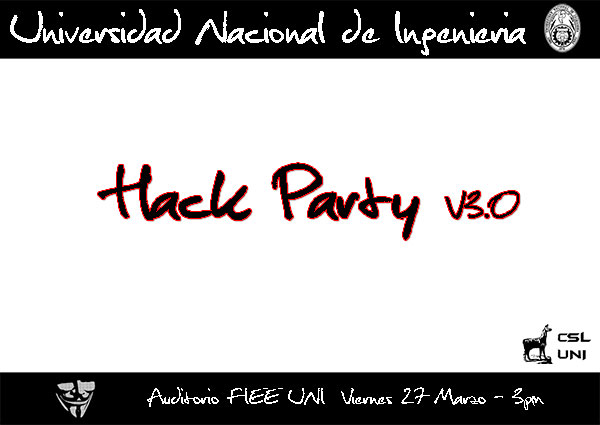 Universidad Nacional de Ingenieria
Hack Party v3.0
CSL
UNI
Auditorio FIEE UNI Viernes 27 Marzo - 3pm